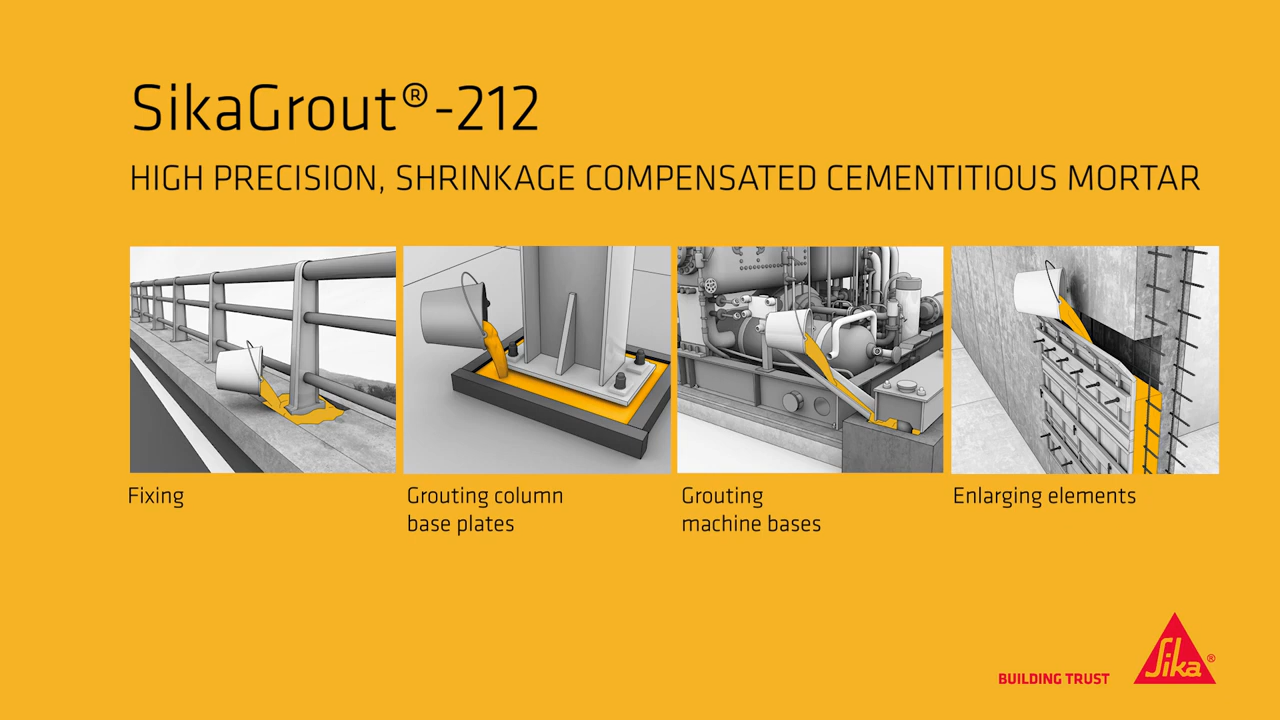 SikaGrout®-212
HIGH PRECISION, SHRINKAGE COMPENSATED CEMENTITIOUS MORTAR
Fixing
Grouting column
base plates
Grouting
machine bases
Enlarging elements
BUILDING TRUST
Sika®